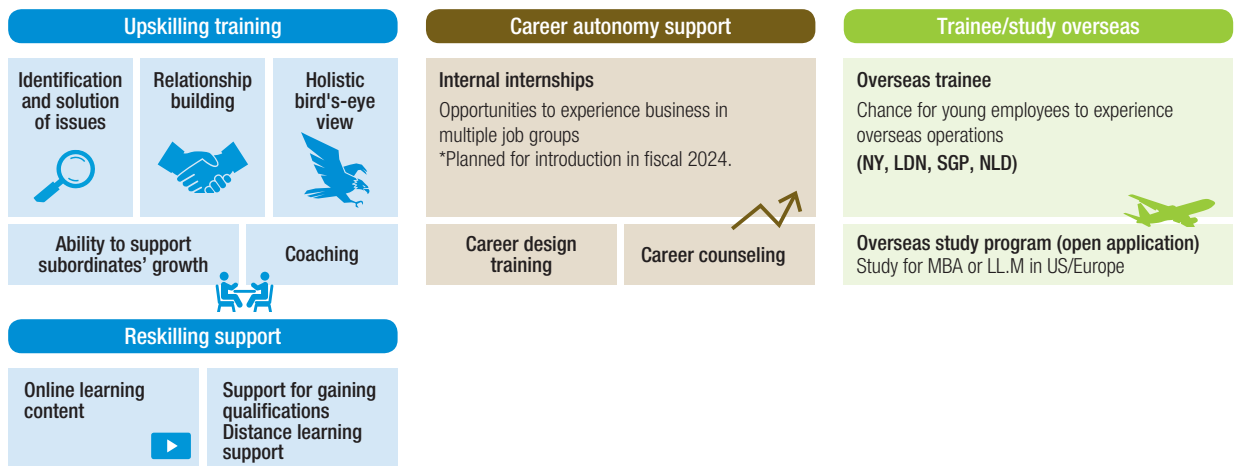 Upskilling training
Identification
and solution
of issues
Relationship
building
Holistic
bird's-eye
view
Ability to support
subordinates' growth
Coaching
Reskilling support
Online learning
content
Support for gaining
qualifications
Distance learning
support
Career autonomy support
Internal internships
Opportunities to experience business in
multiple job groups
*Planned for introduction in fiscal 2024.
Career design
training
Career counseling
Trainee/study overseas
Overseas trainee
Chance for young employees to experience
overseas operations
(NY, LDN, SGP, NLD)
Overseas study program (open application)
Study for MBA or LL.M in US/Europe